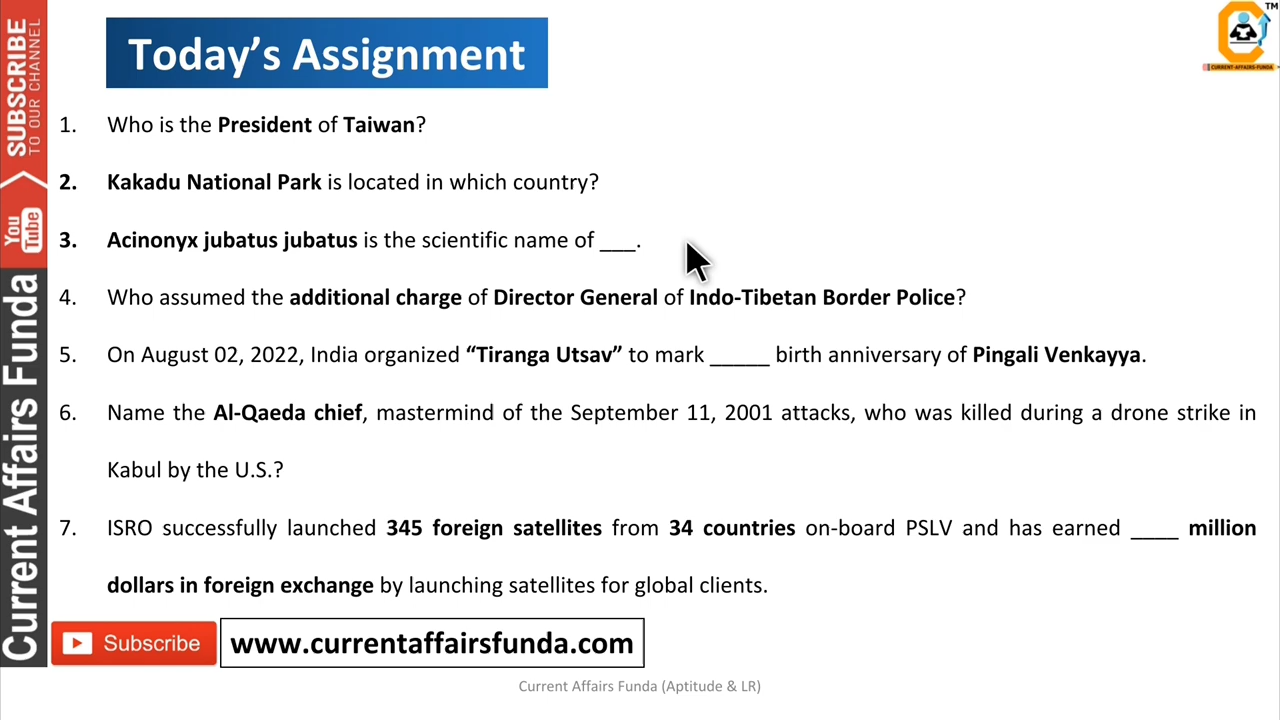 Today's Assignment
TM
CURRENT-AFFAIRS-FUNDA
SUBSCRIBE
TO OUR CHANNEL
You
Tube
Current Affairs Funda
1. Who is the President of Taiwan?
2. Kakadu National Park is located in which country?
3. Acinonyx jubatus jubatus is the scientific name of ___.
4. Who assumed the additional charge of Director General of Indo-Tibetan Border Police?
5. On August 02, 2022, India organized “Tiranga Utsav” to mark _____ birth anniversary of Pingali Venkayya.
6. Name the Al-Qaeda chief, mastermind of the September 11, 2001 attacks, who was killed during a drone strike in
Kabul by the U.S.?
7. ISRO successfully launched 345 foreign satellites from 34 countries on-board PSLV and has earned ____ million
dollars in foreign exchange by launching satellites for global clients.
Subscribe
www.currentaffairsfunda.com
Current Affairs Funda (Aptitude & LR)